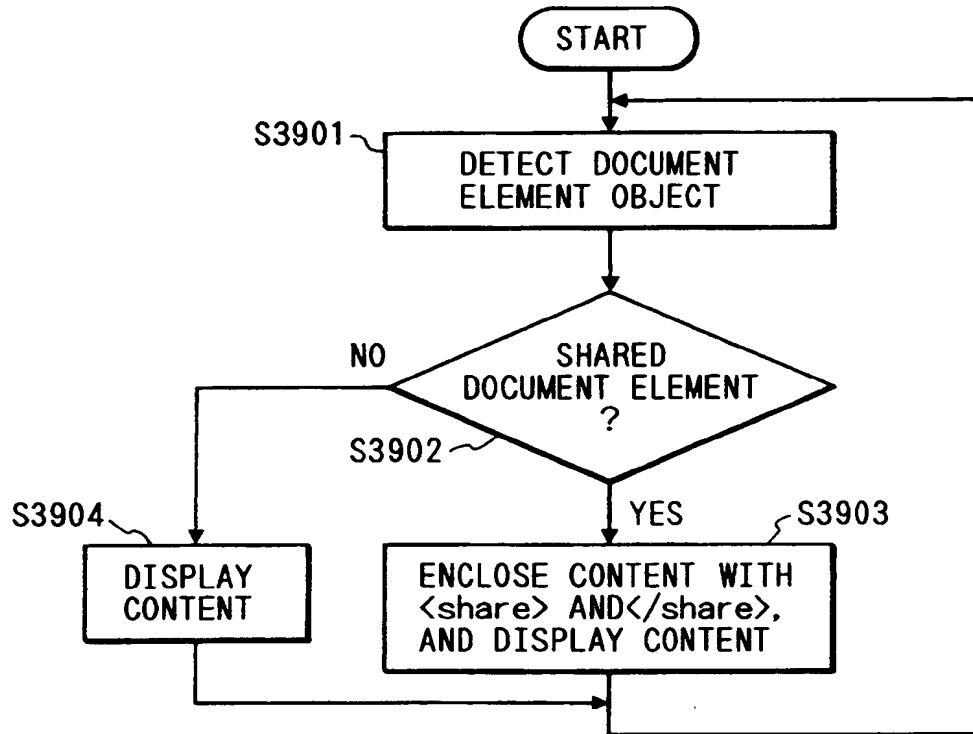 START
S3901
DETECT DOCUMENT
ELEMENT OBJECT
NO
SHARED
DOCUMENT ELEMENT
?
S3902
S3904
YES
S3903
DISPLAY
CONTENT
ENCLOSE CONTENT WITH
<share> AND</share>,
AND DISPLAY CONTENT